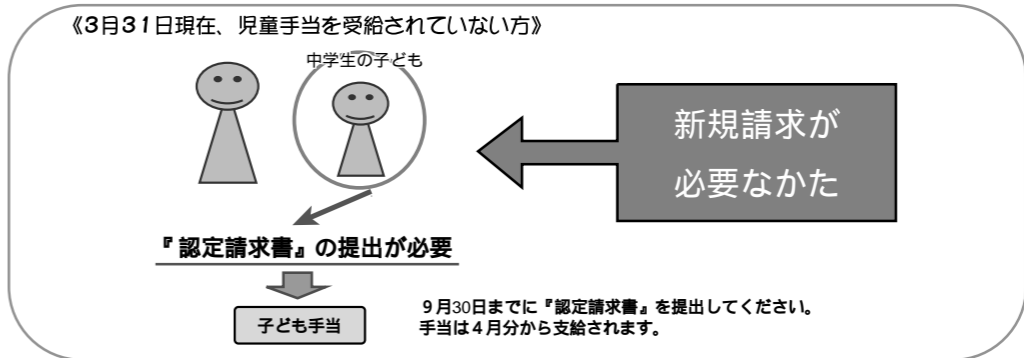 《3月31日現在、児童手当を受給されていない方》
中学生の子ども
新規請求が
必要なかた
『認定請求書』の提出が必要
子ども手当
９月30日までに『認定請求書』を提出してください。
手当は４月分から支給されます。